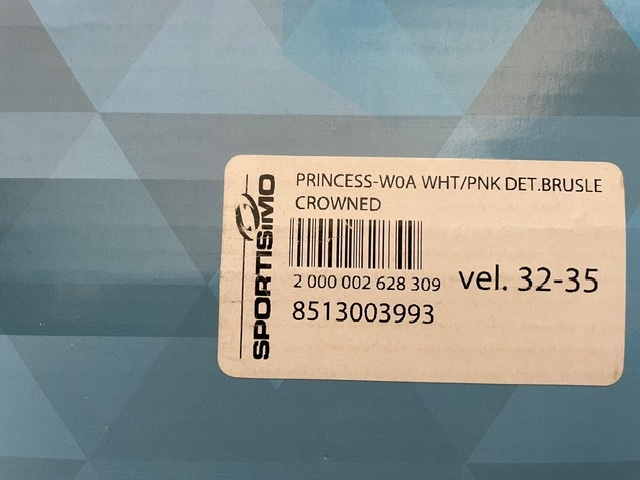 SPORTISIMO
PRINCESS-W0A WHT/PNK DET.BRUSLE
CROWNED
2 000 002 628 309
vel. 32-35
8513003993